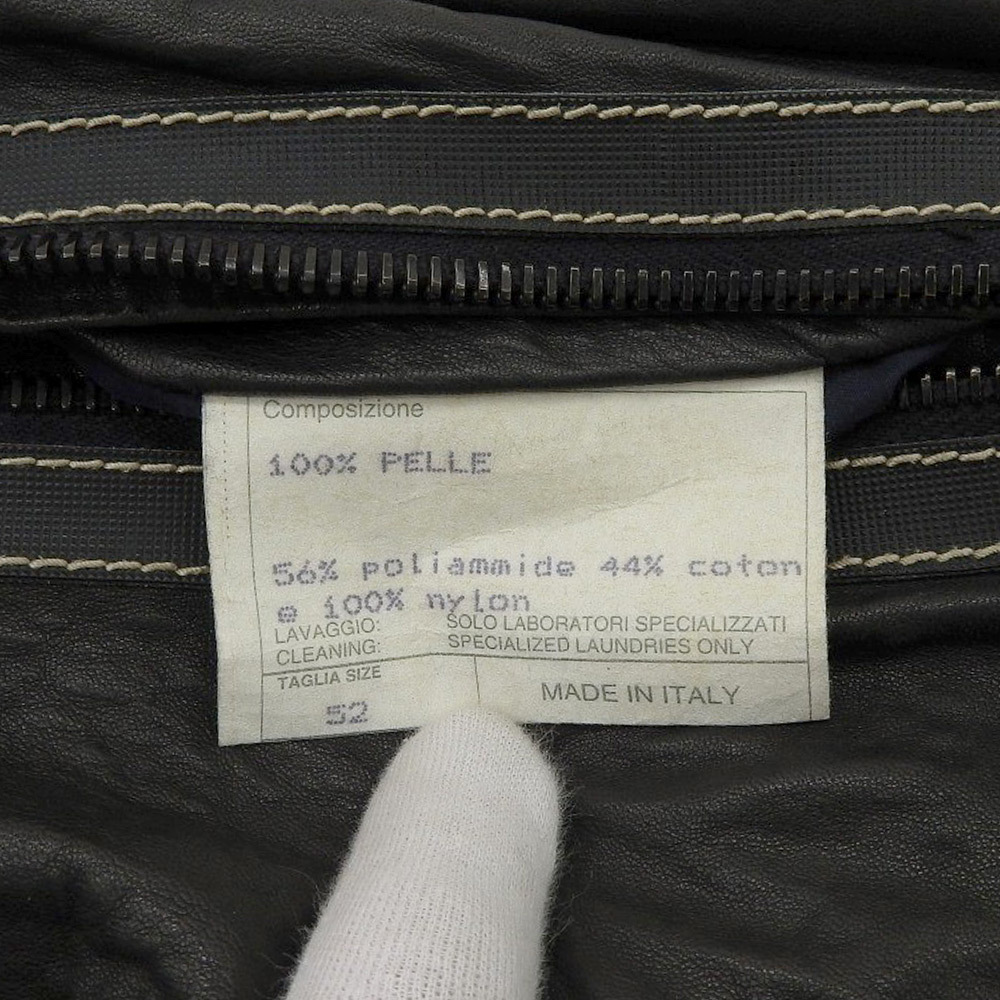 Composizione
100% PELLE
56% poliammide 44% coton
e 100% nylon
LAVAGGIO: SOLO LABORATORI SPECIALIZZATI
CLEANING: SPECIALIZED LAUNDRIES ONLY
TAGLIA SIZE
52
MADE IN ITALY